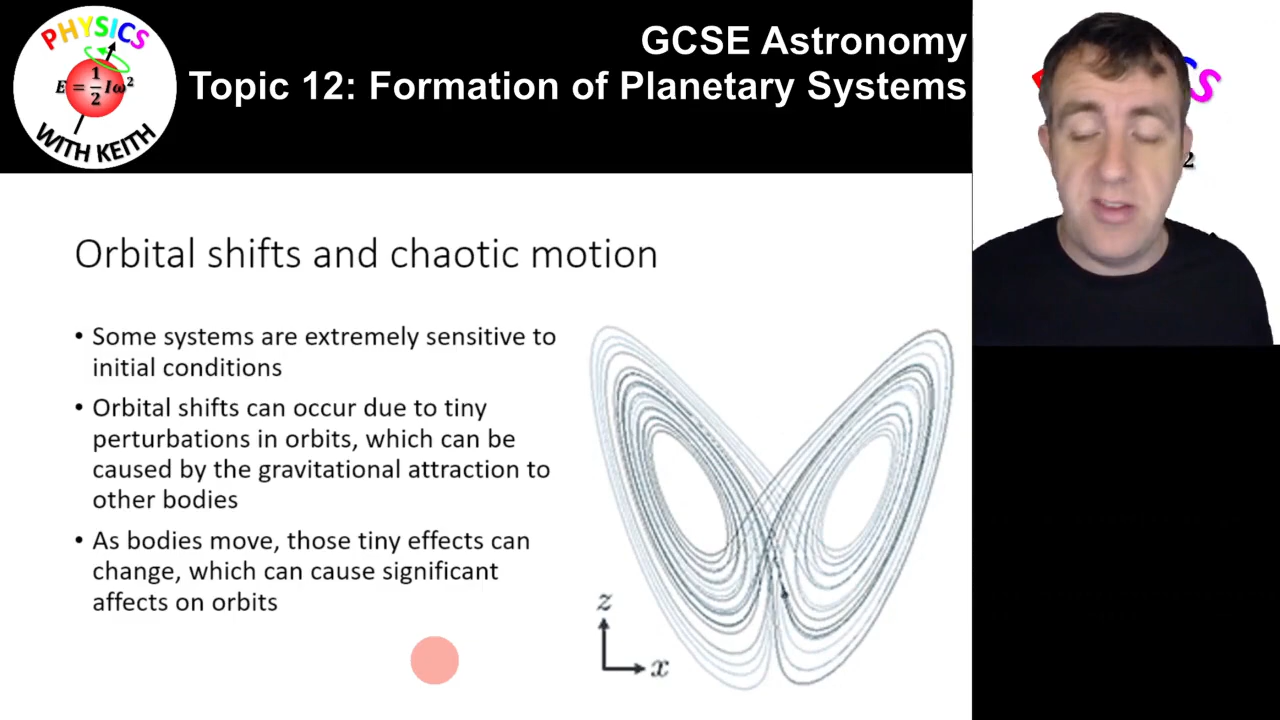 PHYSICS
E = 1/2 Iω²
WITH KEITH
GCSE Astronomy
Topic 12: Formation of Planetary Systems
S
2
Orbital shifts and chaotic motion
• Some systems are extremely sensitive to
initial conditions
• Orbital shifts can occur due to tiny
perturbations in orbits, which can be
caused by the gravitational attraction to
other bodies
• As bodies move, those tiny effects can
change, which can cause significant
affects on orbits
z
x